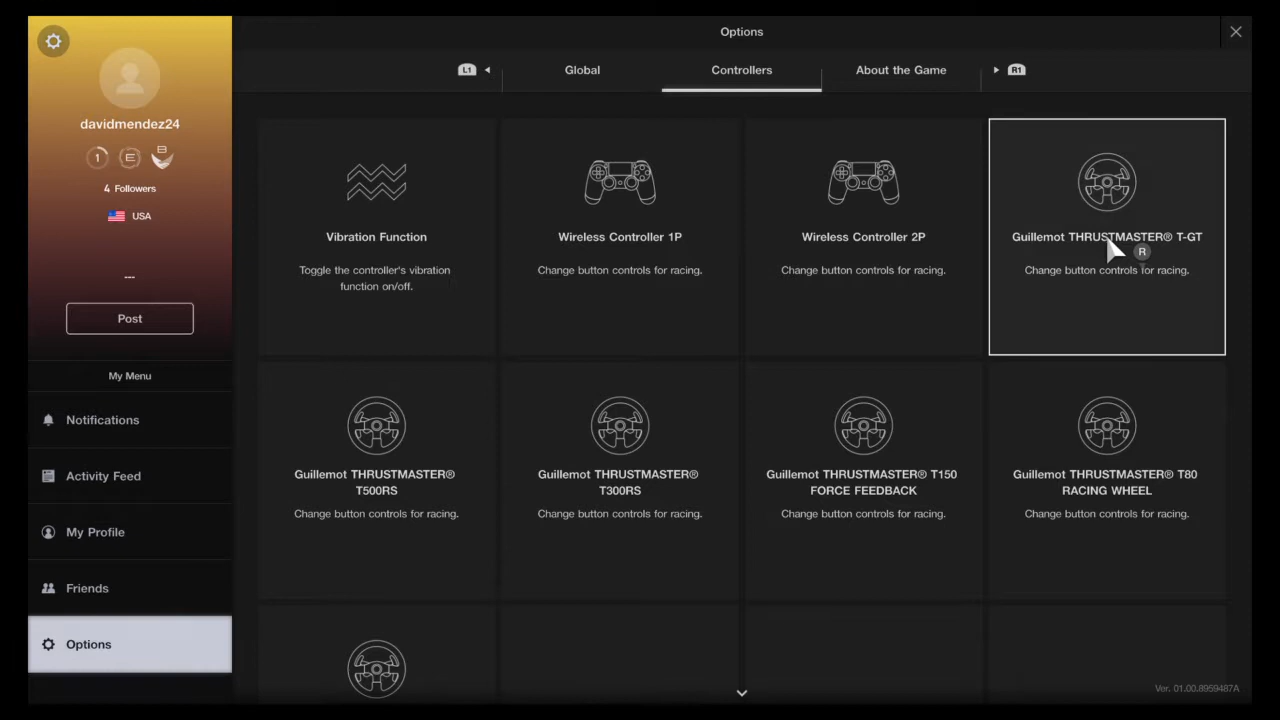 Options
L1
Global
Controllers
About the Game
R1
davidmendez24
1
E
B
4 Followers
USA
---
Post
My Menu
Notifications
Activity Feed
My Profile
Friends
Options
Vibration Function
Toggle the controller's vibration
function on/off.
Wireless Controller 1P
Change button controls for racing.
Wireless Controller 2P
Change button controls for racing.
Guillemot THRUSTMASTER® T-GT
R
Change button controls for racing.
Guillemot THRUSTMASTER®
T500RS
Change button controls for racing.
Guillemot THRUSTMASTER®
T300RS
Change button controls for racing.
Guillemot THRUSTMASTER® T150
FORCE FEEDBACK
Change button controls for racing.
Guillemot THRUSTMASTER® T80
RACING WHEEL
Change button controls for racing.
Ver. 01.00.8959487A